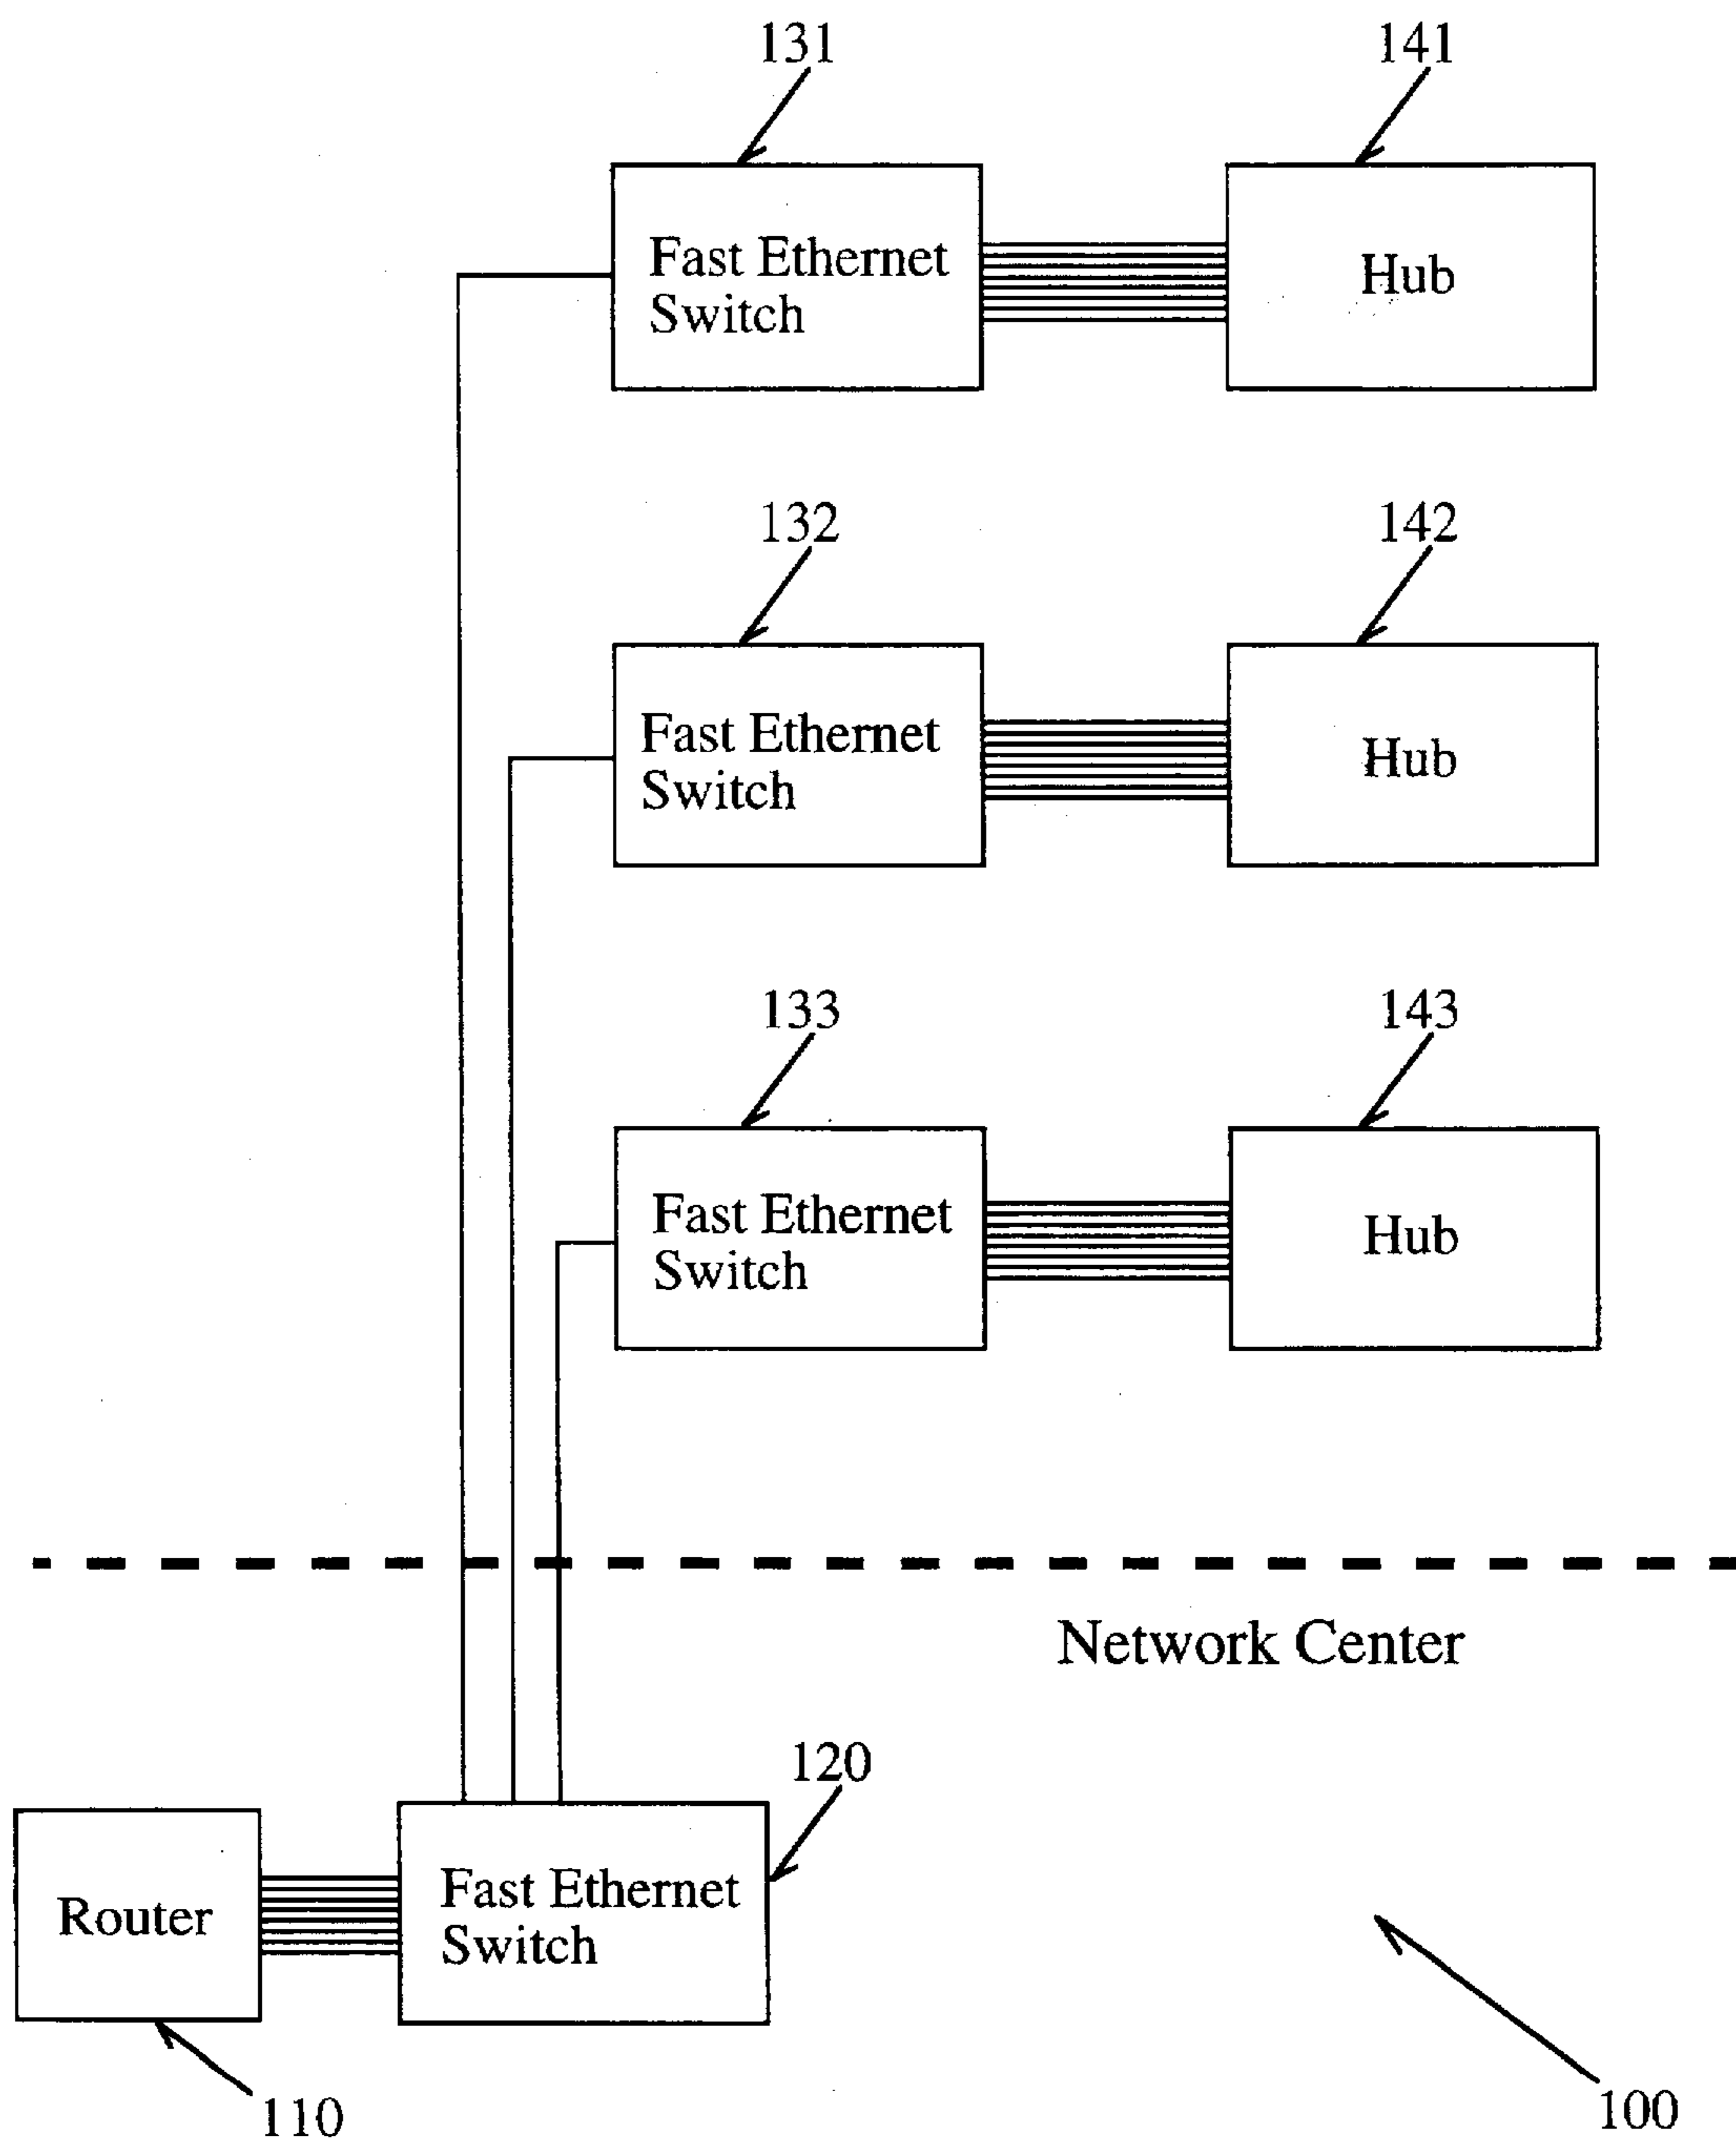 131
141
Fast Ethernet
Switch
Hub
132
142
Fast Ethernet
Switch
Hub
133
143
Fast Ethernet
Switch
Hub
Network Center
120
Router
Fast Ethernet
Switch
110
100